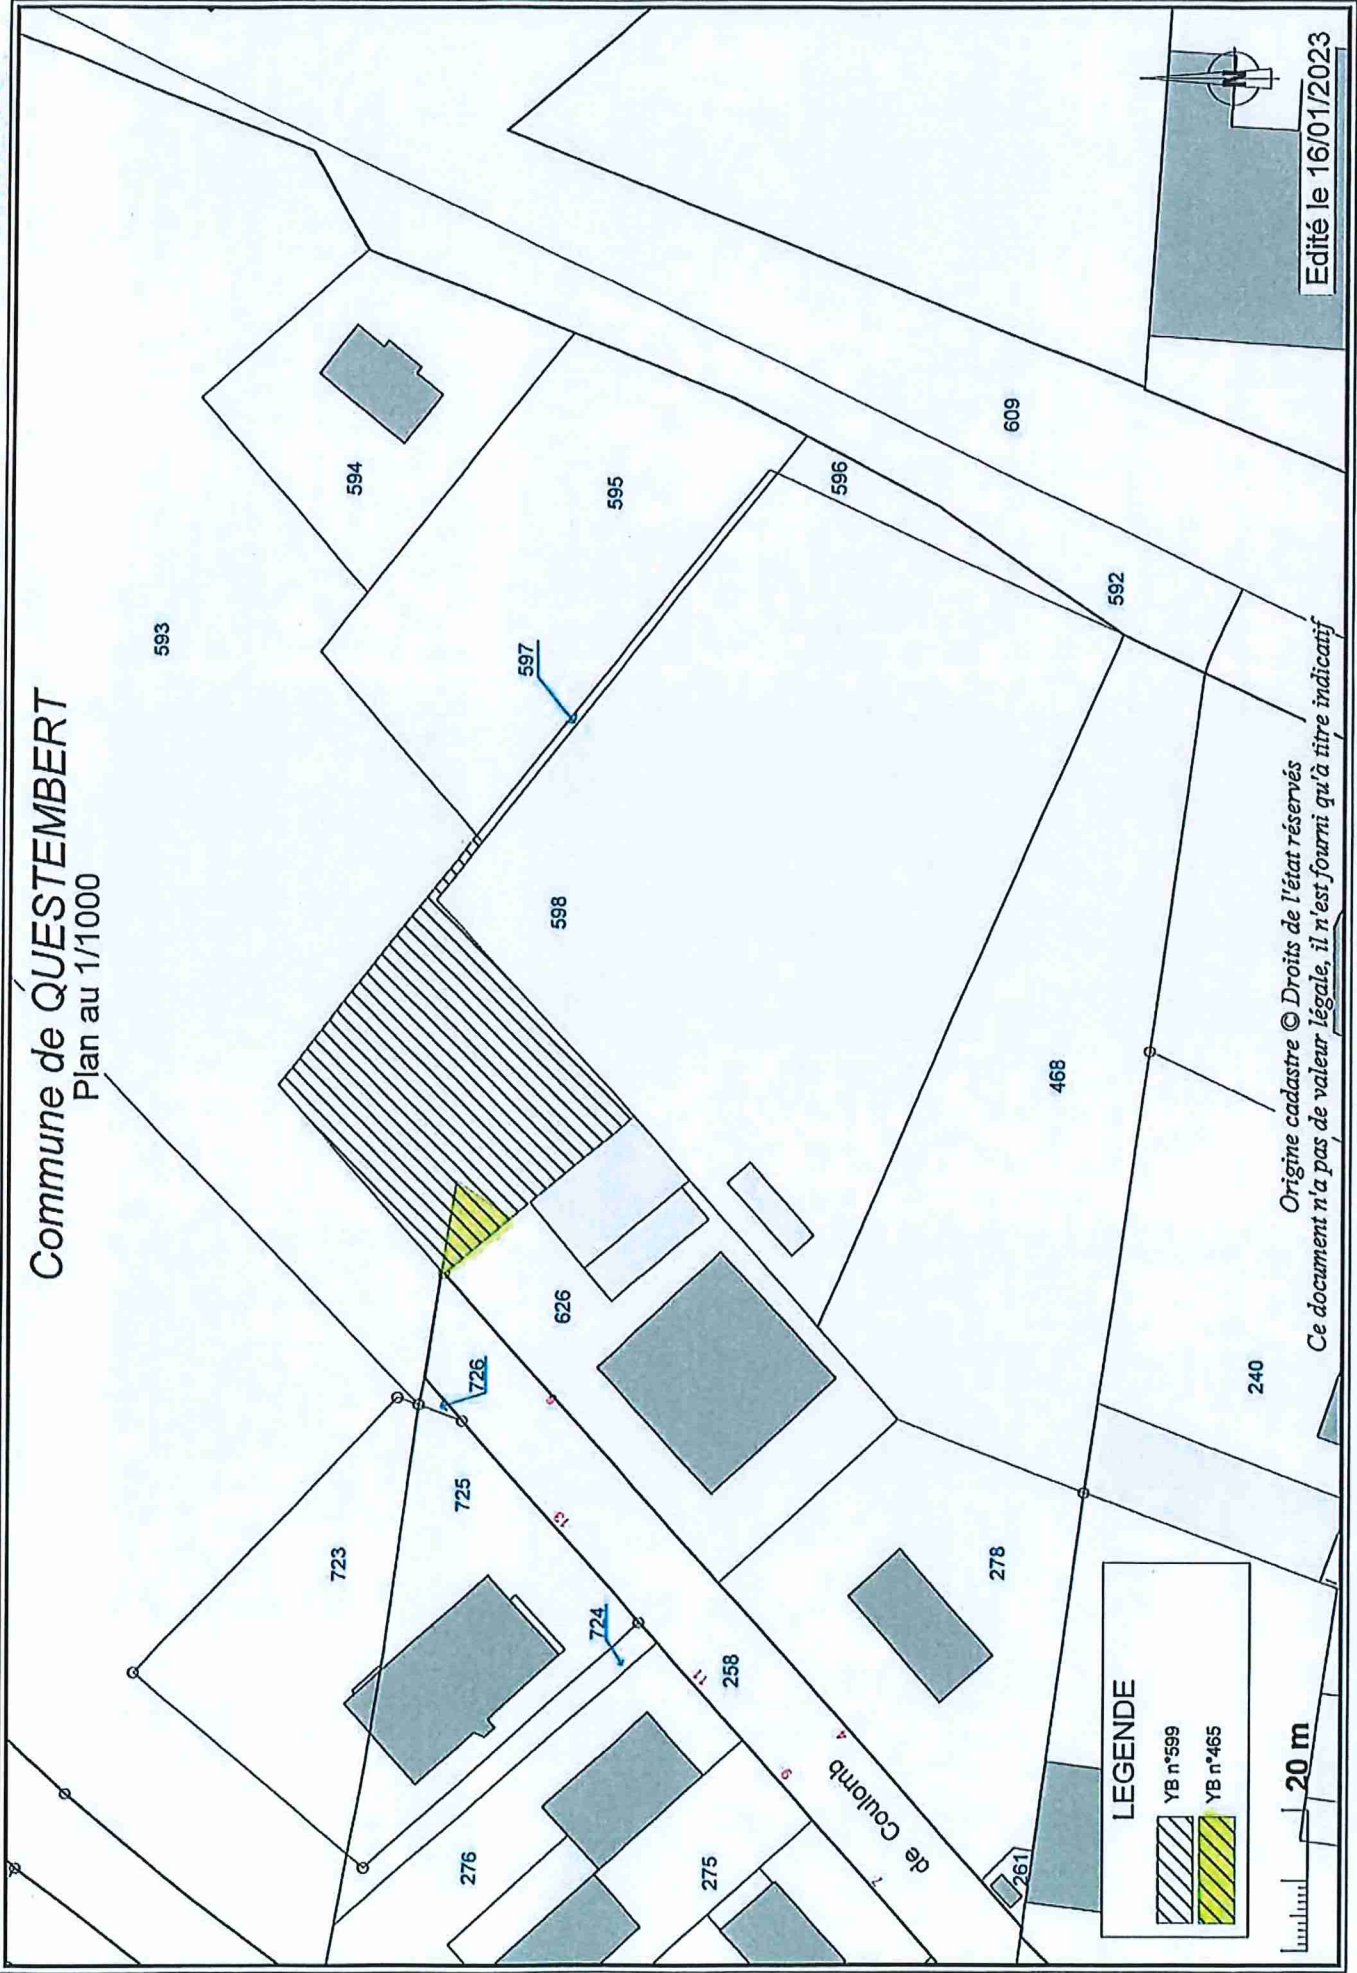 Commune de QUESTEMBERT
Plan au 1/1000
593
594
595
597
596
609
592
598
468
626
726
725
723
724
258
278
276
275
261
240
13
11
9
7
4
de Coulomb
N
LEGENDE
YB n°599
YB n°465
20 m
Origine cadastre © Droits de l'état réservés
Ce document n'a pas de valeur légale, il n'est fourni qu'à titre indicatif
Edité le 16/01/2023